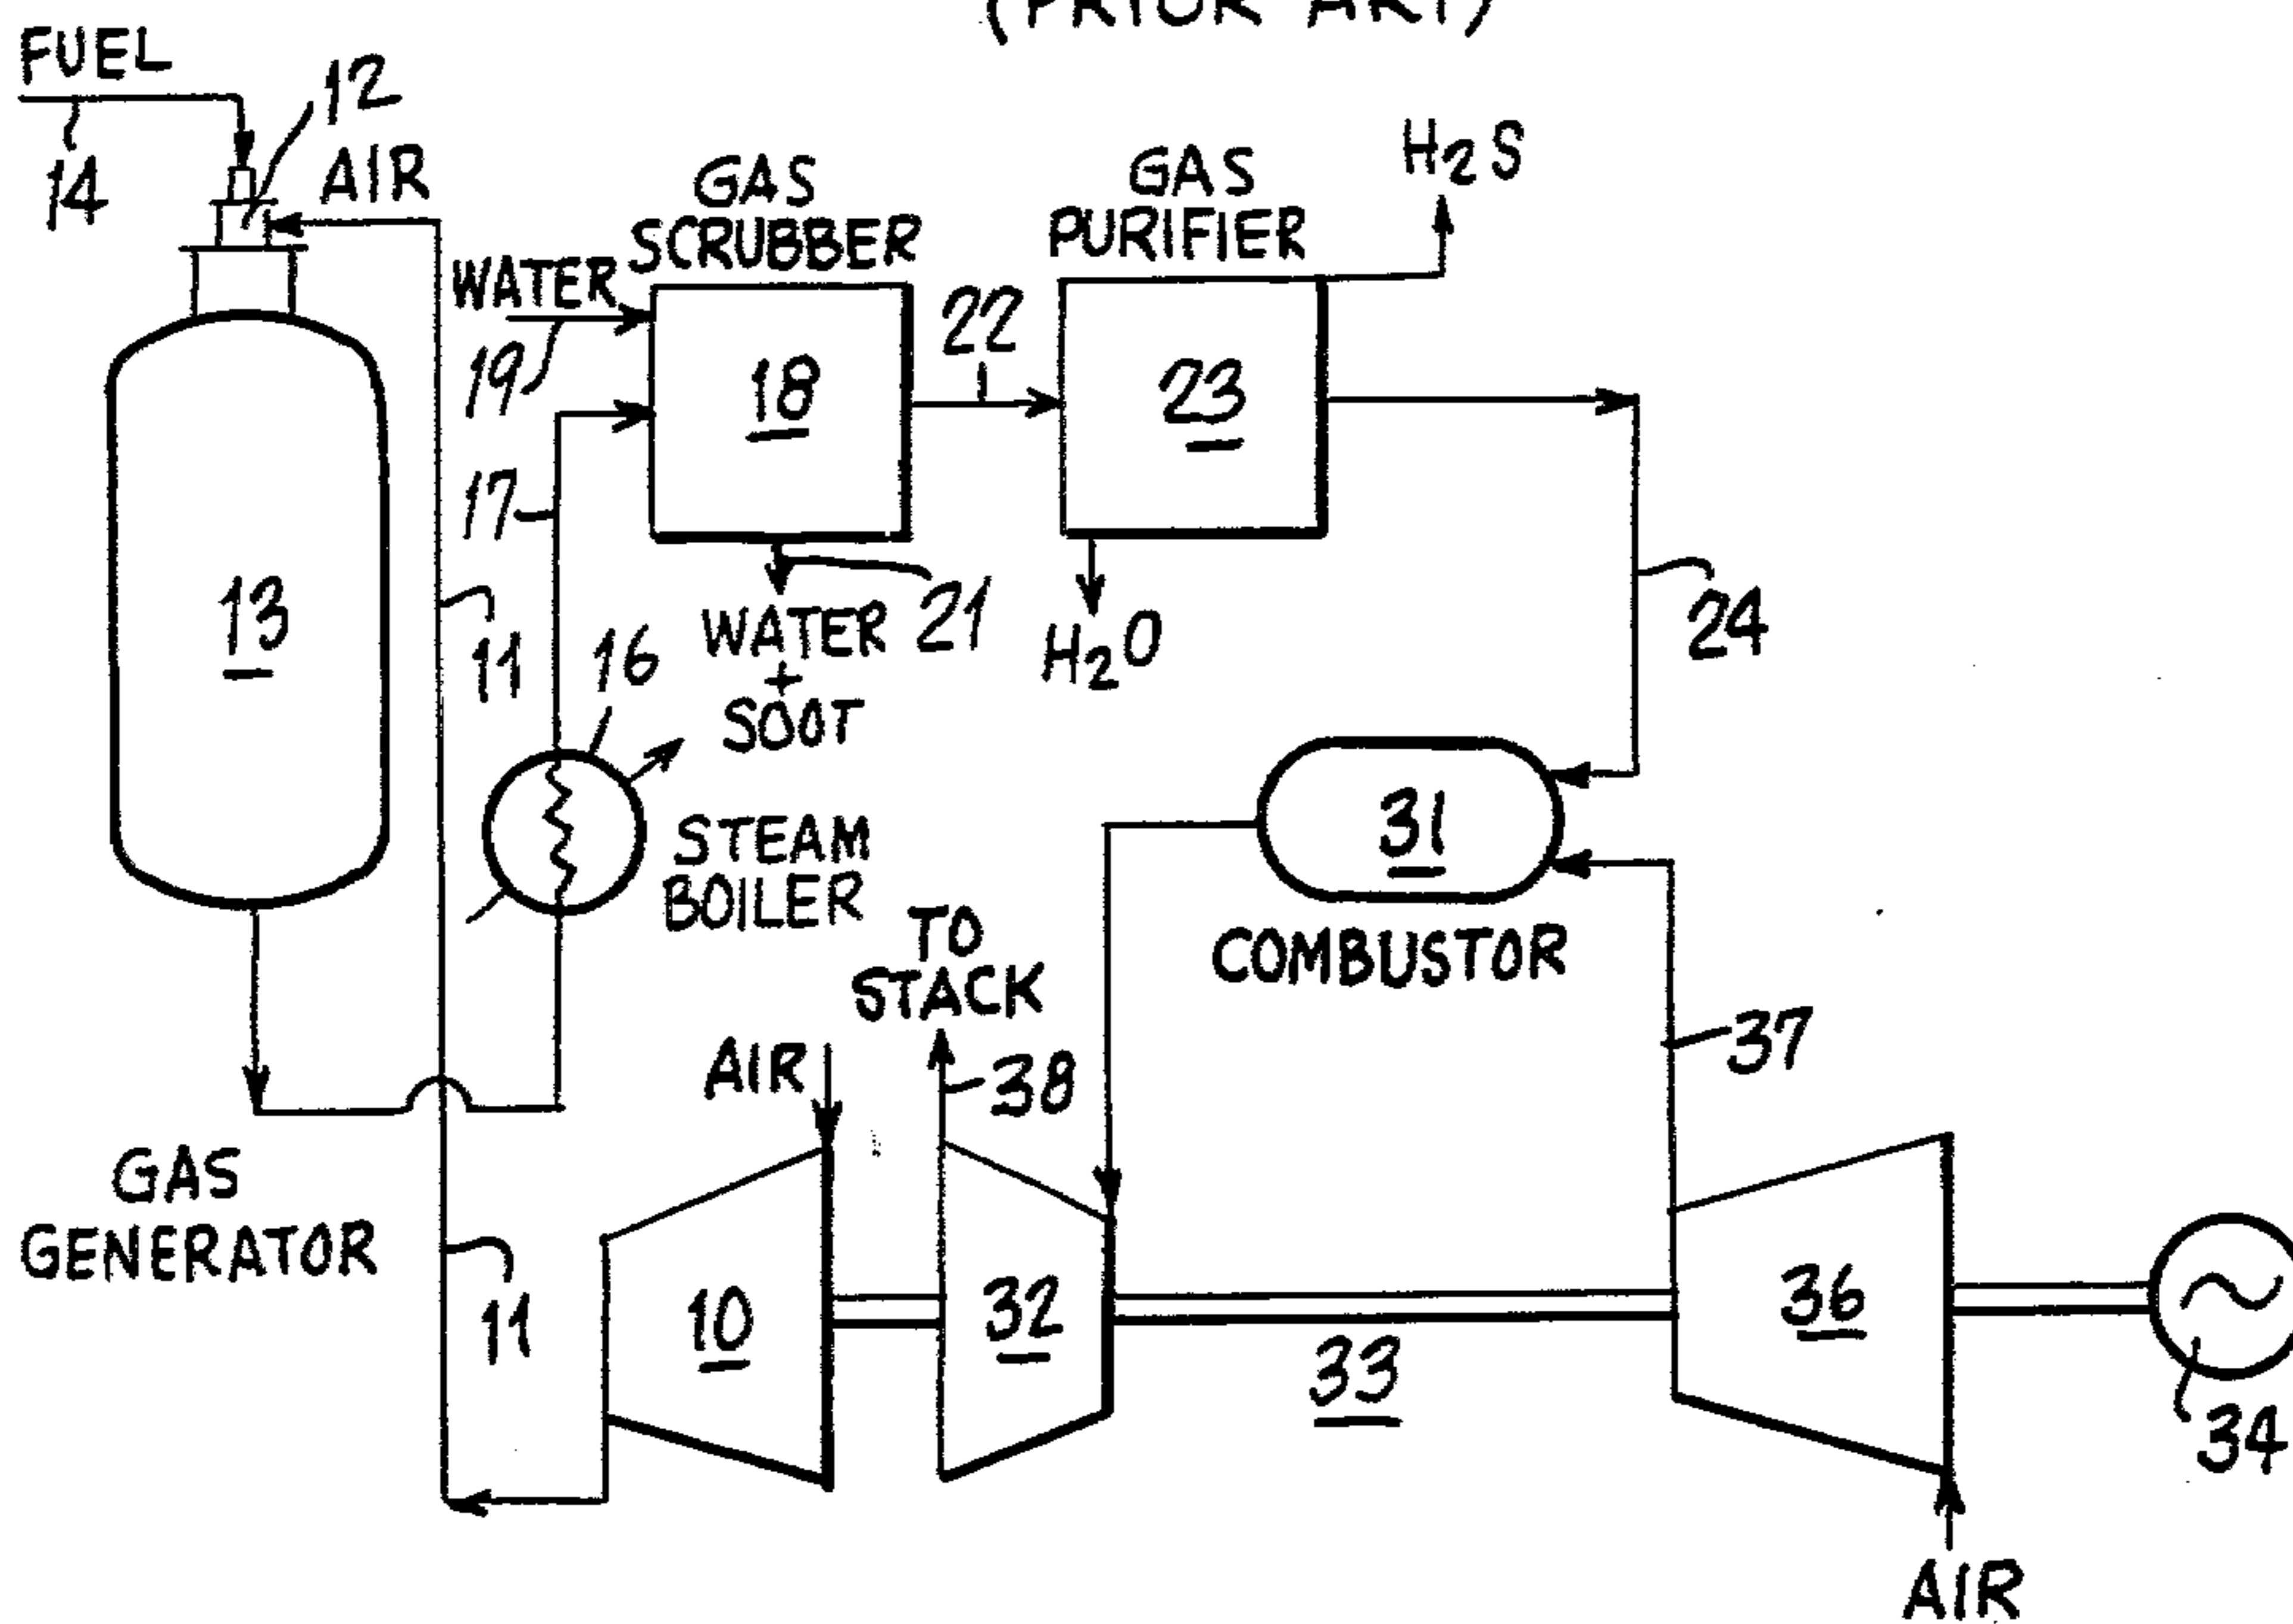 (PRIOR ART)
FUEL
12
14
AIR
GAS
SCRUBBER
GAS
PURIFIER
H2S
WATER
19
18
22
23
17
11
13
16
WATER
+
SOOT
21
H2O
24
STEAM
BOILER
31
COMBUSTOR
TO
STACK
AIR
38
37
GAS
GENERATOR
11
10
32
33
36
34
AIR